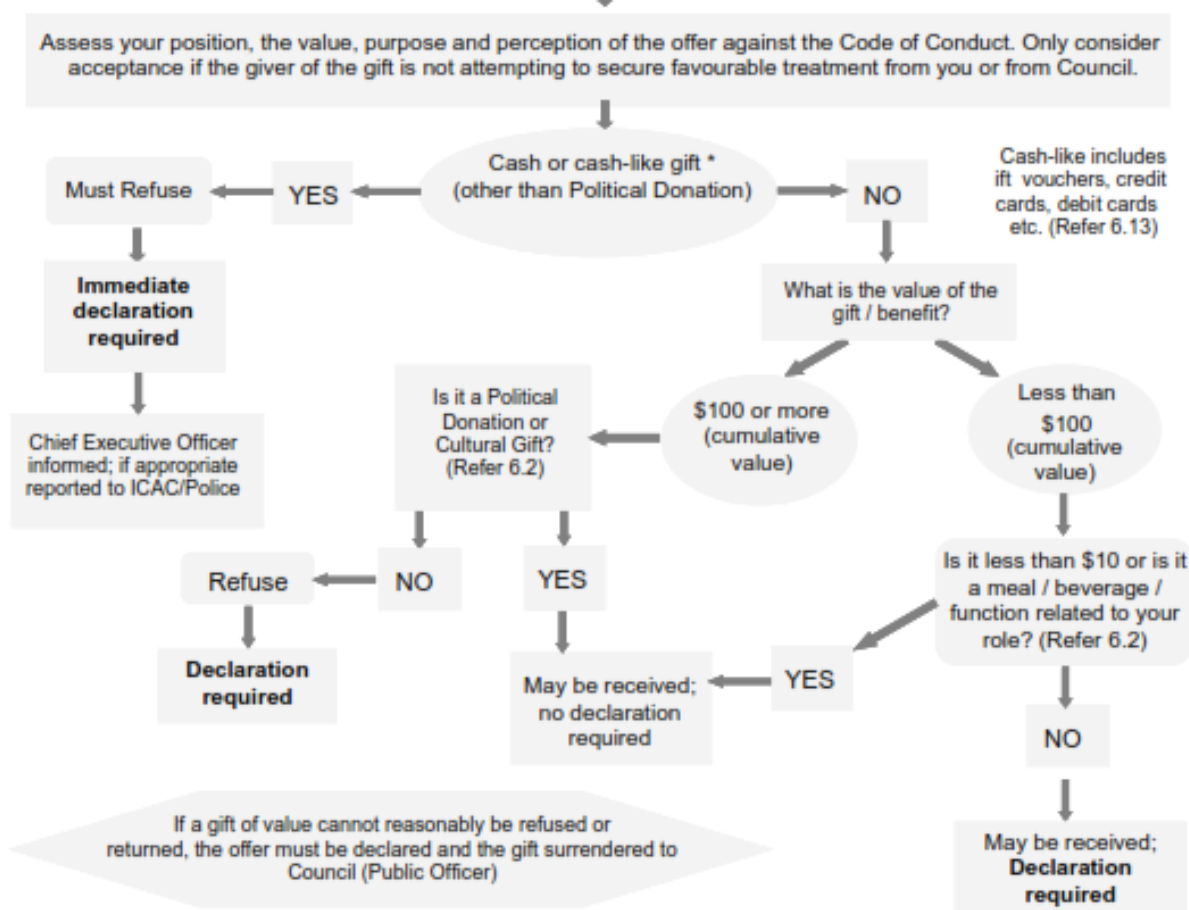 Assess your position, the value, purpose and perception of the offer against the Code of Conduct. Only consider
acceptance if the giver of the gift is not attempting to secure favourable treatment from you or from Council.
Cash or cash-like gift *
(other than Political Donation)
YES
Must Refuse
NO
Cash-like includes
ift vouchers, credit
cards, debit cards
etc. (Refer 6.13)
Immediate
declaration
required
What is the value of the
gift / benefit?
Chief Executive Officer
informed; if appropriate
reported to ICAC/Police
Is it a Political
Donation or
Cultural Gift?
(Refer 6.2)
$100 or more
(cumulative
value)
Less than
$100
(cumulative
value)
Refuse
NO
YES
Is it less than $10 or is it
a meal / beverage /
function related to your
role? (Refer 6.2)
Declaration
required
May be received;
no declaration
required
YES
NO
If a gift of value cannot reasonably be refused or
returned, the offer must be declared and the gift surrendered to
Council (Public Officer)
May be received;
Declaration
required